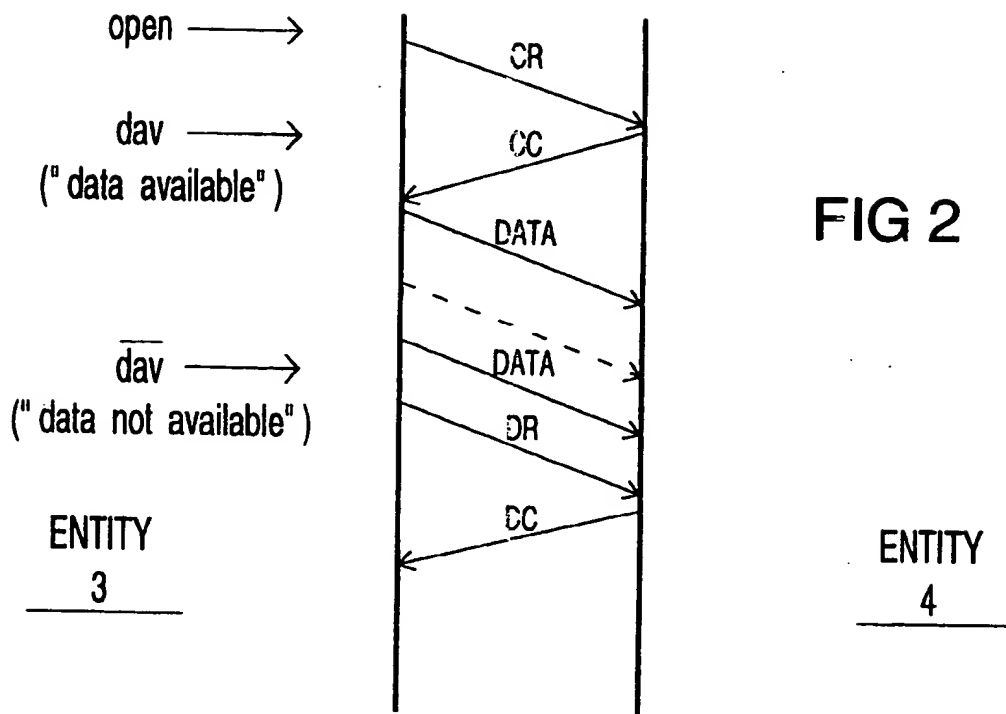 open
CR
dav
("data available")
CC
DATA
FIG 2
d̅a̅v̅
("data not available")
DATA
DR
DC
ENTITY
3
ENTITY
4